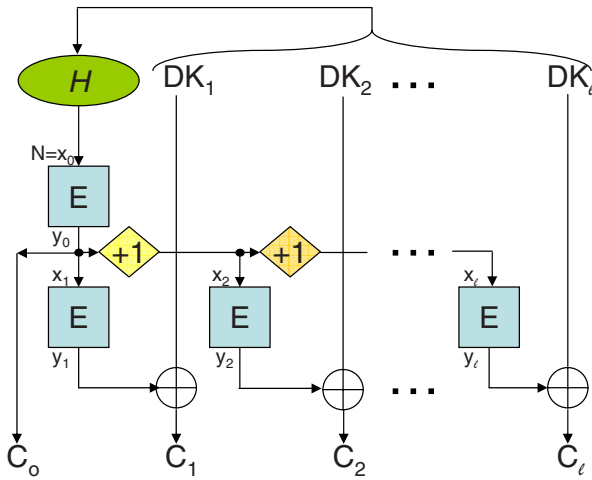 H DK₁ DK₂ ... DKℓ
N=x₀
E
y₀ +1 +1 ...
x₁ x₂ xℓ
E E E
y₁ y₂ yℓ
...
Cₒ C₁ C₂ Cℓ